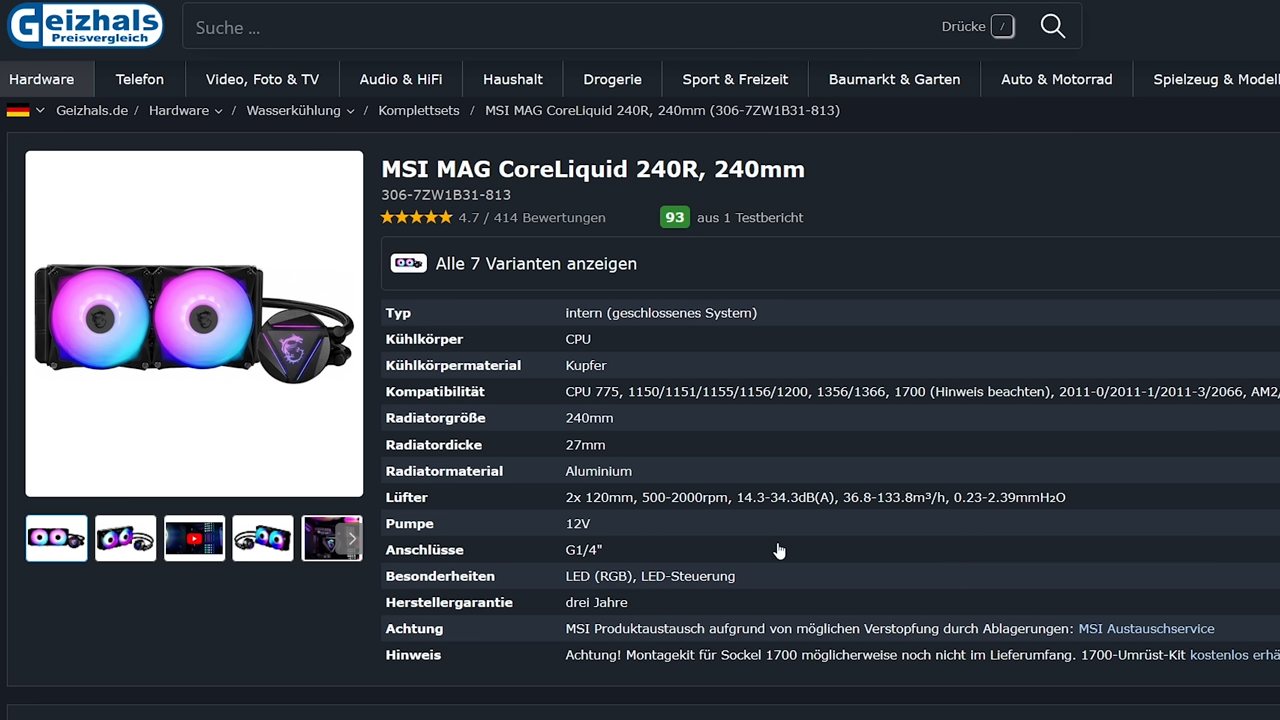 Geizhals
Preisvergleich
Suche ...
Drücke /
Hardware Telefon Video, Foto & TV Audio & HiFi Haushalt Drogerie Sport & Freizeit Baumarkt & Garten Auto & Motorrad Spielzeug & Modell
Geizhals.de / Hardware / Wasserkühlung / Komplettsets / MSI MAG CoreLiquid 240R, 240mm (306-7ZW1B31-813)
MSI MAG CoreLiquid 240R, 240mm
306-7ZW1B31-813
4.7 / 414 Bewertungen 93 aus 1 Testbericht
Alle 7 Varianten anzeigen
Typ intern (geschlossenes System)
Kühlkörper CPU
Kühlkörpermaterial Kupfer
Kompatibilität CPU 775, 1150/1151/1155/1156/1200, 1356/1366, 1700 (Hinweis beachten), 2011-0/2011-1/2011-3/2066, AM2/
Radiatorgröße 240mm
Radiatordicke 27mm
Radiatormaterial Aluminium
Lüfter 2x 120mm, 500-2000rpm, 14.3-34.3dB(A), 36.8-133.8m³/h, 0.23-2.39mmH₂O
Pumpe 12V
Anschlüsse G1/4"
Besonderheiten LED (RGB), LED-Steuerung
Herstellergarantie drei Jahre
Achtung MSI Produktaustausch aufgrund von möglichen Verstopfung durch Ablagerungen: MSI Austauschservice
Hinweis Achtung! Montagekit für Sockel 1700 möglicherweise noch nicht im Lieferumfang. 1700-Umrüst-Kit kostenlos erhä